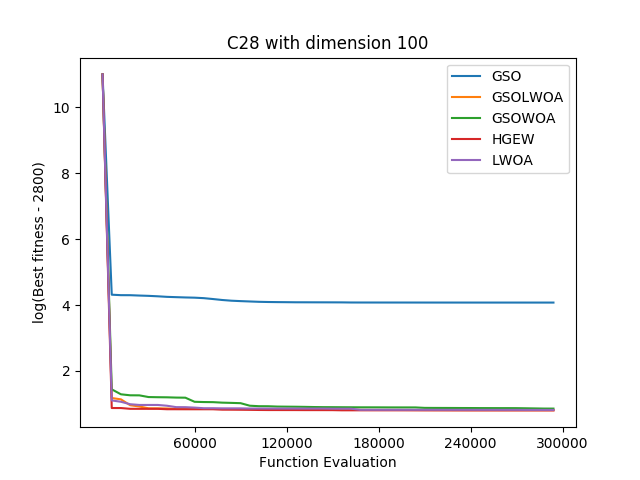 C28 with dimension 100
log(Best fitness - 2800)
10
8
6
4
2
GSO
GSOLWOA
GSOWOA
HGEW
LWOA
60000 120000 180000 240000 300000
Function Evaluation